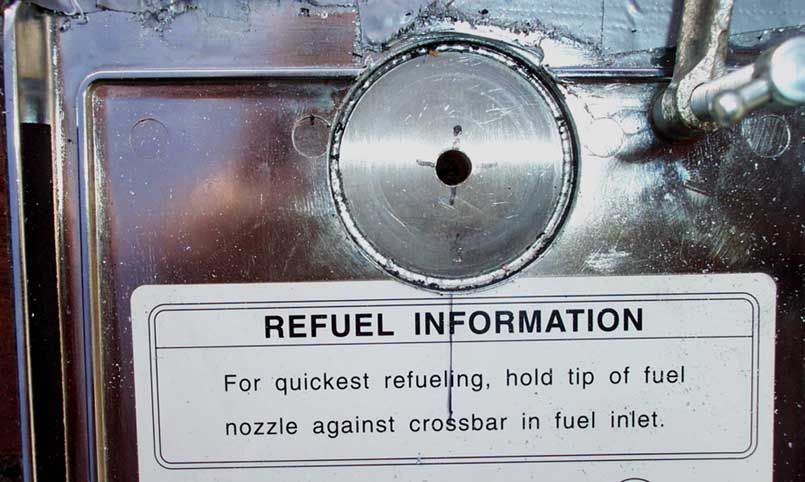 REFUEL INFORMATION
For quickest refueling, hold tip of fuel
nozzle against crossbar in fuel inlet.